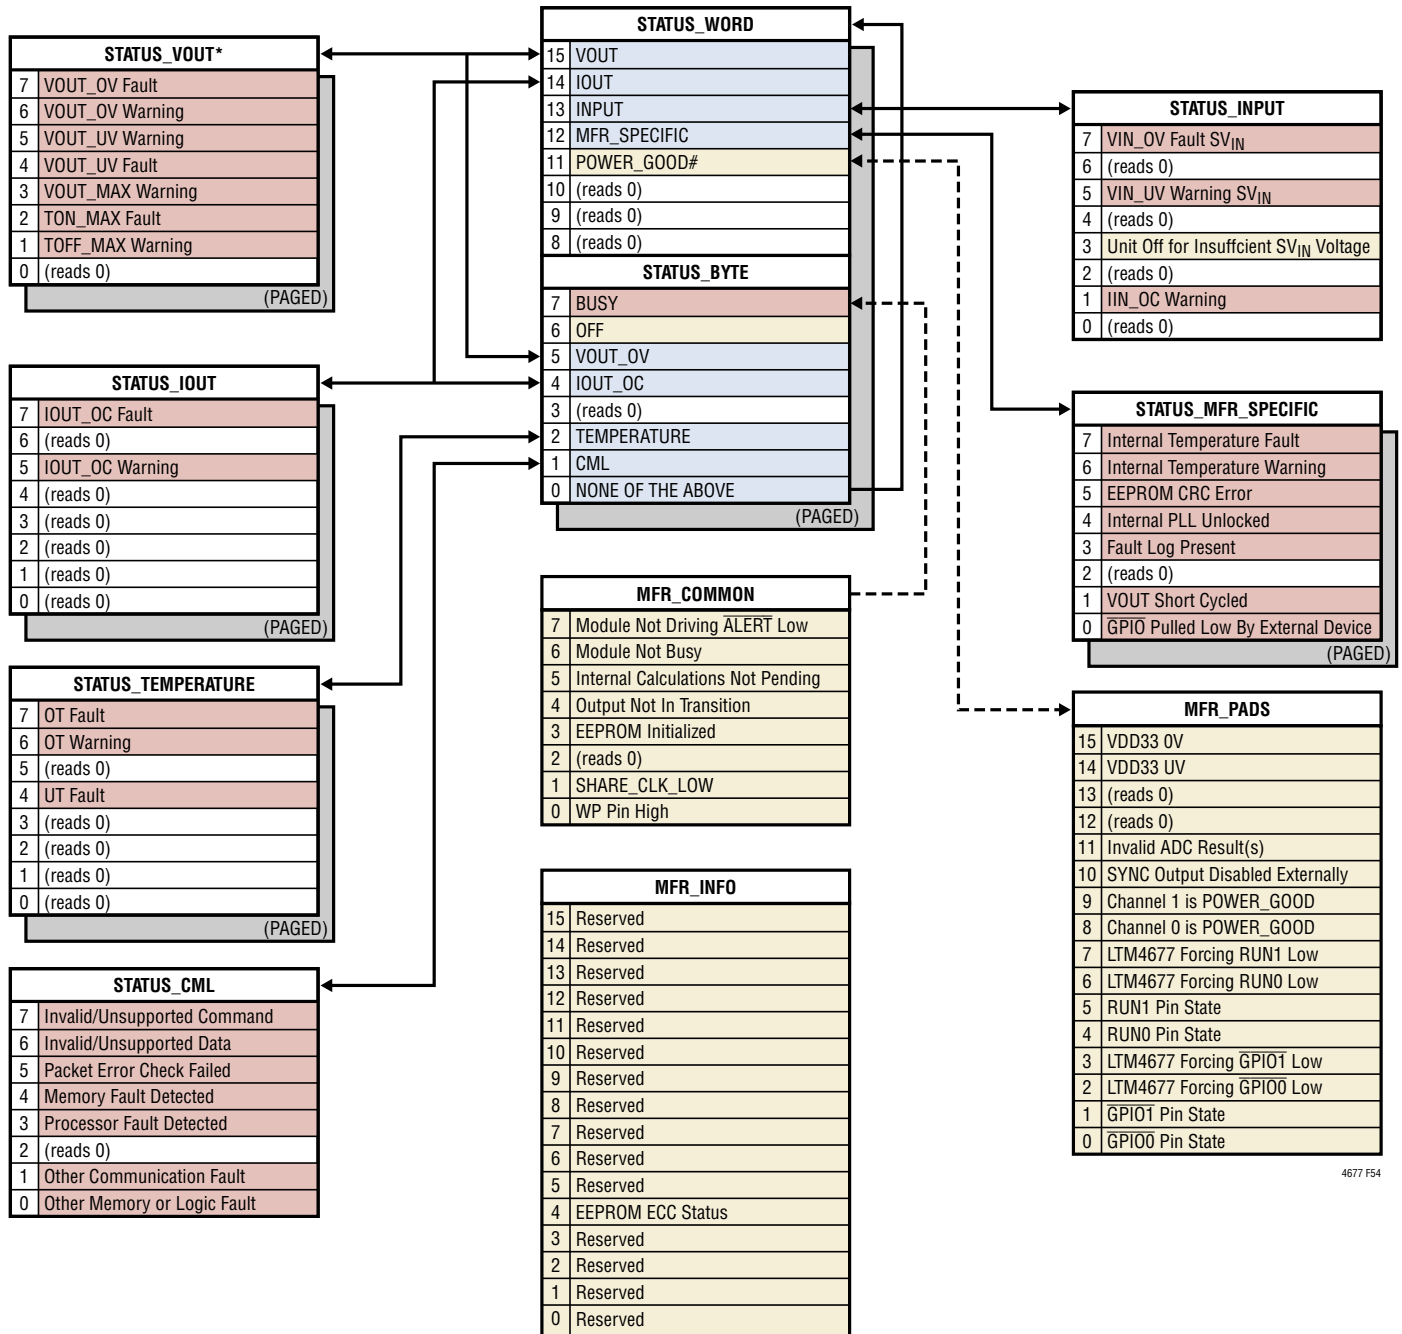 STATUS_VOUT*
7 VOUT_OV Fault
6 VOUT_OV Warning
5 VOUT_UV Warning
4 VOUT_UV Fault
3 VOUT_MAX Warning
2 TON_MAX Fault
1 TOFF_MAX Warning
0 (reads 0)
(PAGED)
STATUS_IOUT
7 IOUT_OC Fault
6 (reads 0)
5 IOUT_OC Warning
4 (reads 0)
3 (reads 0)
2 (reads 0)
1 (reads 0)
0 (reads 0)
(PAGED)
STATUS_TEMPERATURE
7 OT Fault
6 OT Warning
5 (reads 0)
4 UT Fault
3 (reads 0)
2 (reads 0)
1 (reads 0)
0 (reads 0)
(PAGED)
STATUS_CML
7 Invalid/Unsupported Command
6 Invalid/Unsupported Data
5 Packet Error Check Failed
4 Memory Fault Detected
3 Processor Fault Detected
2 (reads 0)
1 Other Communication Fault
0 Other Memory or Logic Fault
STATUS_WORD
15 VOUT
14 IOUT
13 INPUT
12 MFR_SPECIFIC
11 POWER_GOOD#
10 (reads 0)
9 (reads 0)
8 (reads 0)
STATUS_BYTE
7 BUSY
6 OFF
5 VOUT_OV
4 IOUT_OC
3 (reads 0)
2 TEMPERATURE
1 CML
0 NONE OF THE ABOVE
(PAGED)
MFR_COMMON
7 Module Not Driving A̅L̅E̅R̅T̅ Low
6 Module Not Busy
5 Internal Calculations Not Pending
4 Output Not In Transition
3 EEPROM Initialized
2 (reads 0)
1 SHARE_CLK_LOW
0 WP Pin High
MFR_INFO
15 Reserved
14 Reserved
13 Reserved
12 Reserved
11 Reserved
10 Reserved
9 Reserved
8 Reserved
7 Reserved
6 Reserved
5 Reserved
4 EEPROM ECC Status
3 Reserved
2 Reserved
1 Reserved
0 Reserved
STATUS_INPUT
7 VIN_OV Fault SVIN
6 (reads 0)
5 VIN_UV Warning SVIN
4 (reads 0)
3 Unit Off for Insuffcient SVIN Voltage
2 (reads 0)
1 IIN_OC Warning
0 (reads 0)
STATUS_MFR_SPECIFIC
7 Internal Temperature Fault
6 Internal Temperature Warning
5 EEPROM CRC Error
4 Internal PLL Unlocked
3 Fault Log Present
2 (reads 0)
1 VOUT Short Cycled
0 G̅P̅I̅O̅ Pulled Low By External Device
(PAGED)
MFR_PADS
15 VDD33 OV
14 VDD33 UV
13 (reads 0)
12 (reads 0)
11 Invalid ADC Result(s)
10 SYNC Output Disabled Externally
9 Channel 1 is POWER_GOOD
8 Channel 0 is POWER_GOOD
7 LTM4677 Forcing RUN1 Low
6 LTM4677 Forcing RUN0 Low
5 RUN1 Pin State
4 RUN0 Pin State
3 LTM4677 Forcing G̅P̅I̅O̅1̅ Low
2 LTM4677 Forcing G̅P̅I̅O̅0̅ Low
1 G̅P̅I̅O̅1̅ Pin State
0 G̅P̅I̅O̅0̅ Pin State
4677 F54